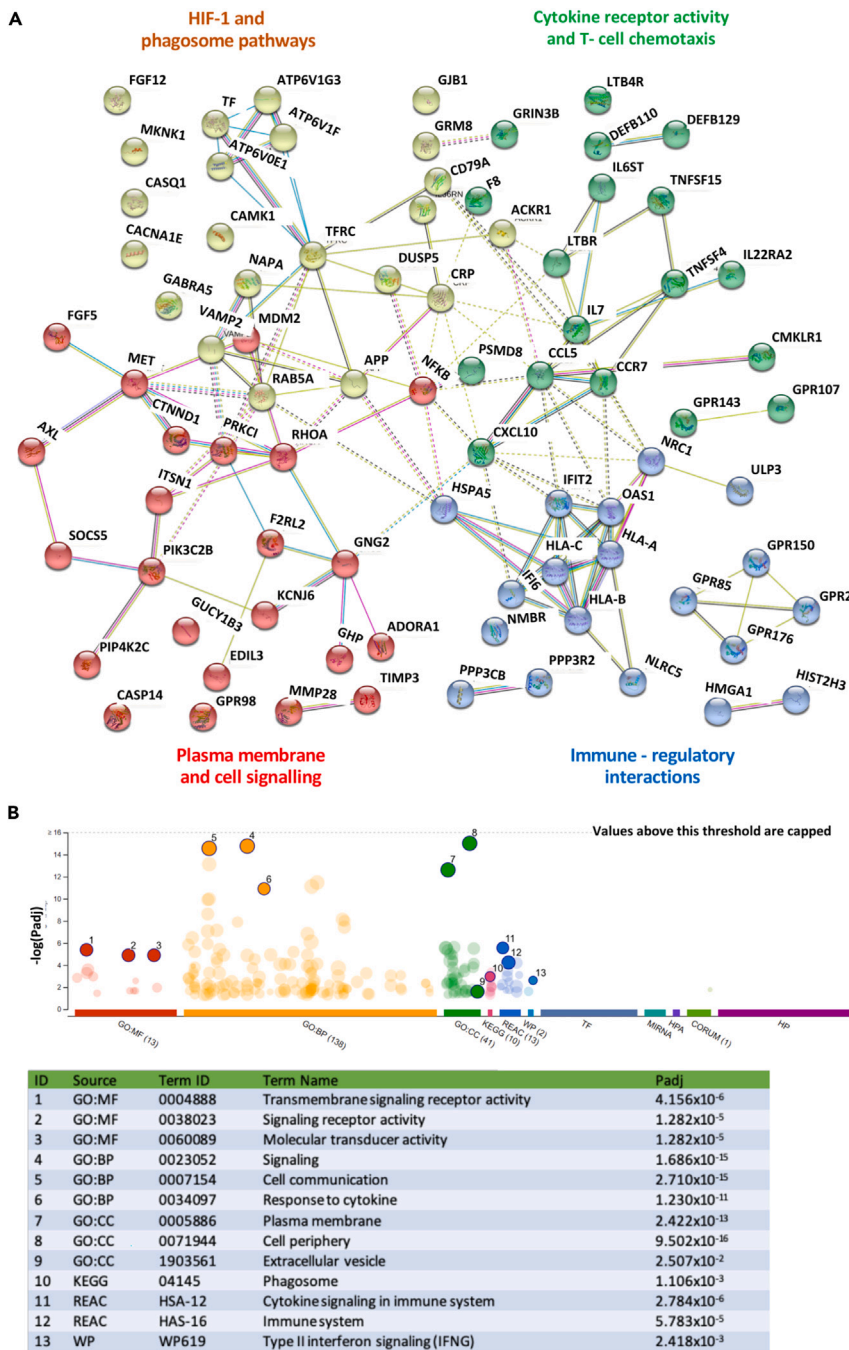 A
HIF-1 and
phagosome pathways
Cytokine receptor activity
and T- cell chemotaxis
FGF12
TF
ATP6V1G3
GJB1
LTB4R
MKNK1
ATP6V1F
GRM8
GRIN3B
DEFB110
DEFB129
ATP6V0E1
CD79A
IL6ST
CASQ1
F8
TNFSF15
CAMK1
TFRC
ACKR1
LTBR
CACNA1E
NAPA
DUSP5
CRP
TNFSF4
IL22RA2
GABRA5
FGF5
VAMP2
MDM2
IL7
MET
APP
NFKB
PSMD8
CCL5
CMKLR1
RAB5A
CCR7
AXL
CTNND1
PRKCI
RHOA
CXCL10
GPR143
GPR107
NRC1
ITSN1
HSPA5
IFIT2
OAS1
ULP3
SOCS5
PIK3C2B
F2RL2
GNG2
HLA-C
HLA-A
GPR150
IFI6
GPR85
GPR2
GUCY1B3
KCNJ6
HLA-B
NMBR
GPR176
PIP4K2C
EDIL3
GHP
ADORA1
PPP3CB
PPP3R2
NLRC5
CASP14
GPR98
MMP28
TIMP3
HMGA1
HIST2H3
Plasma membrane
and cell signalling
Immune - regulatory
interactions
B
≥ 16
Values above this threshold are capped
14
12
10
8
6
4
2
0
-log(Padj)
1
2
3
4
5
6
7
8
9
10
11
12
13
GO:MF (13)
GO:BP (138)
GO:CC (41)
KEGG (10)
REAC (13)
WP (2)
TF
MIRNA
HPA
CORUM (1)
HP
ID Source Term ID Term Name Padj
1 GO:MF 0004888 Transmembrane signaling receptor activity 4.156x10⁻⁶
2 GO:MF 0038023 Signaling receptor activity 1.282x10⁻⁵
3 GO:MF 0060089 Molecular transducer activity 1.282x10⁻⁵
4 GO:BP 0023052 Signaling 1.686x10⁻¹⁵
5 GO:BP 0007154 Cell communication 2.710x10⁻¹⁵
6 GO:BP 0034097 Response to cytokine 1.230x10⁻¹¹
7 GO:CC 0005886 Plasma membrane 2.422x10⁻¹³
8 GO:CC 0071944 Cell periphery 9.502x10⁻¹⁶
9 GO:CC 1903561 Extracellular vesicle 2.507x10⁻²
10 KEGG 04145 Phagosome 1.106x10⁻³
11 REAC HSA-12 Cytokine signaling in immune system 2.784x10⁻⁶
12 REAC HAS-16 Immune system 5.783x10⁻⁵
13 WP WP619 Type II interferon signaling (IFNG) 2.418x10⁻³